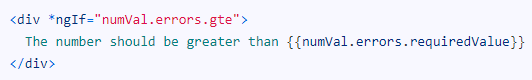 <div *ngIf="numVal.errors.gte">
The number should be greater than {{numVal.errors.requiredValue}}
</div>